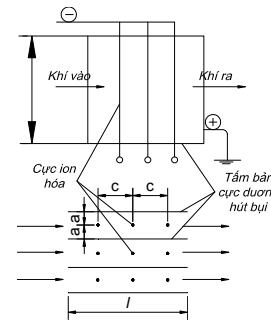 −
Khí vào
Khí ra
+
Cực ion
hóa
Tấm bản
cực dương
hút bụi
c
c
a
a
l